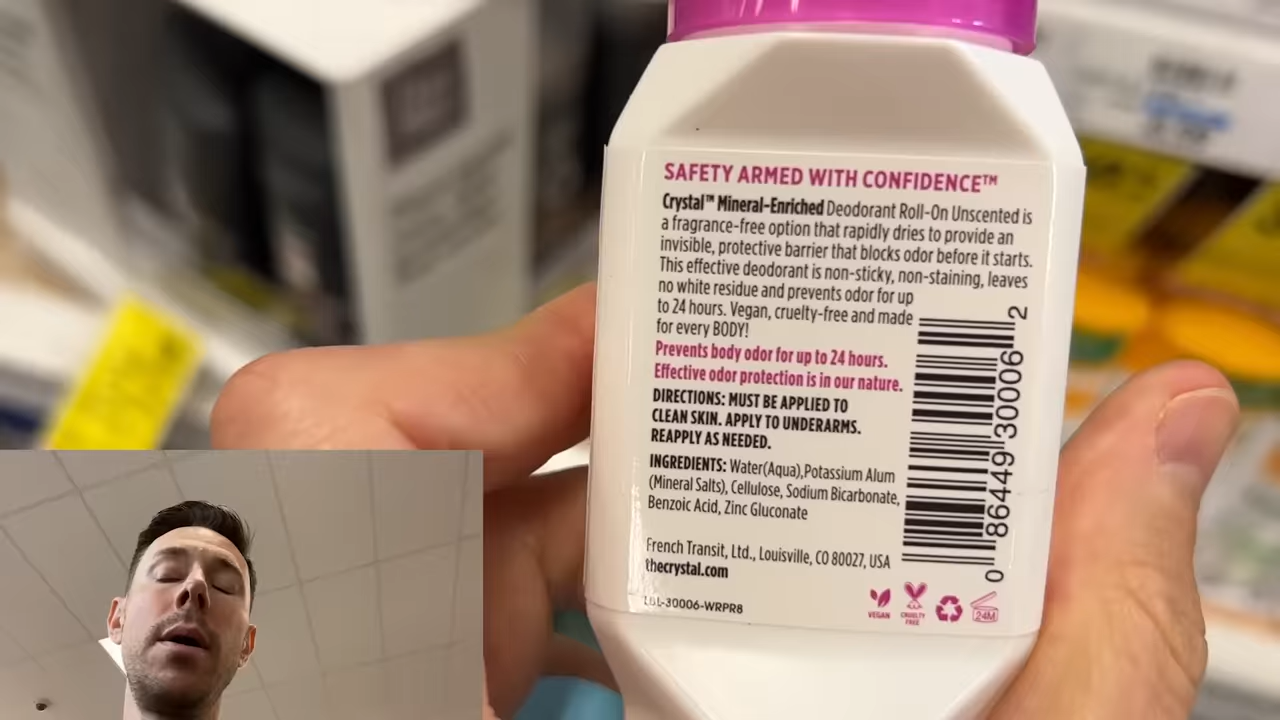 SAFETY ARMED WITH CONFIDENCE™
Crystal™ Mineral-Enriched Deodorant Roll-On Unscented is
a fragrance-free option that rapidly dries to provide an
invisible, protective barrier that blocks odor before it starts.
This effective deodorant is non-sticky, non-staining, leaves
no white residue and prevents odor for up
to 24 hours. Vegan, cruelty-free and made
for every BODY!
Prevents body odor for up to 24 hours.
Effective odor protection is in our nature.
DIRECTIONS: MUST BE APPLIED TO
CLEAN SKIN. APPLY TO UNDERARMS.
REAPPLY AS NEEDED.
INGREDIENTS: Water(Aqua),Potassium Alum
(Mineral Salts), Cellulose, Sodium Bicarbonate,
Benzoic Acid, Zinc Gluconate
French Transit, Ltd., Louisville, CO 80027, USA
thecrystal.com
LBL-30006-WRPR8
0 86449 30006 2
VEGAN
CRUELTY
FREE
24M